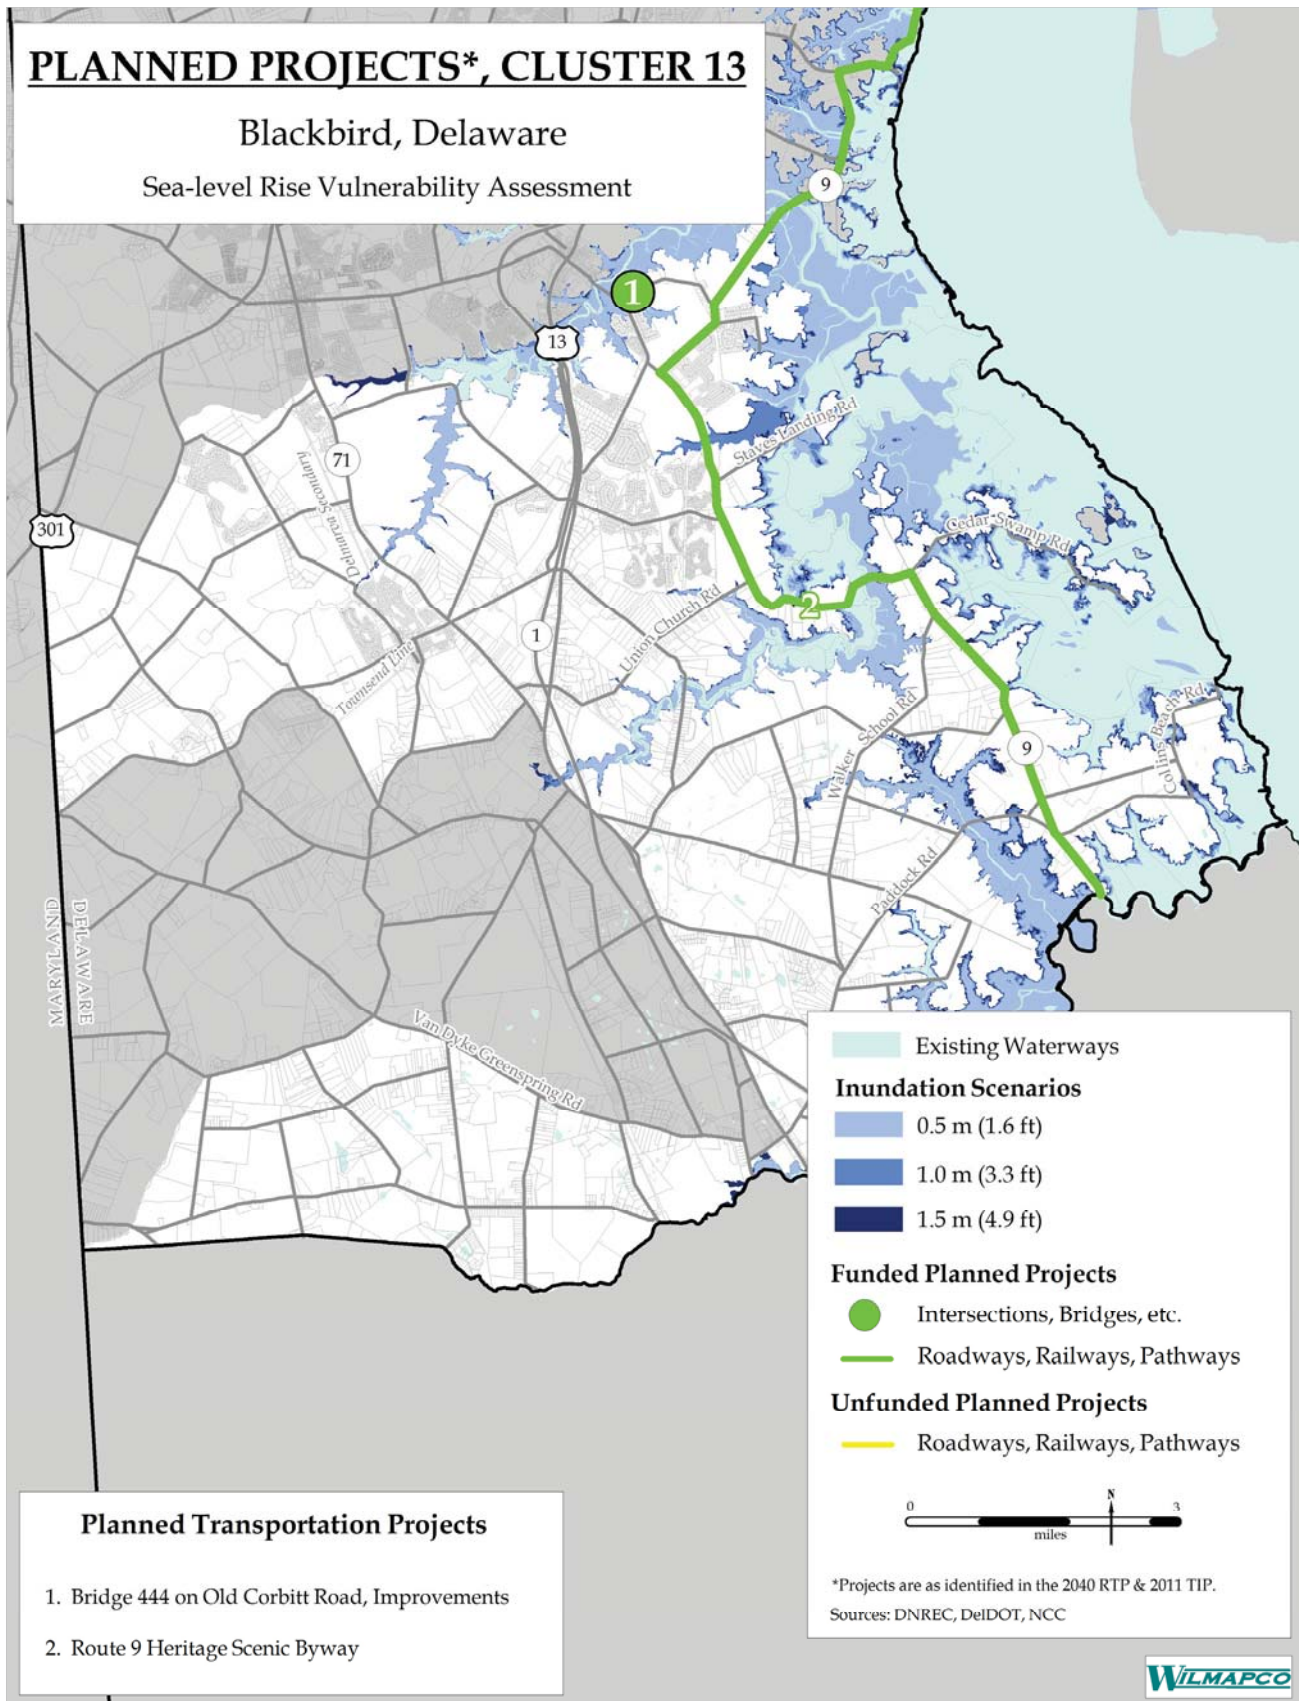 PLANNED PROJECTS*, CLUSTER 13
Blackbird, Delaware
Sea-level Rise Vulnerability Assessment
9
1
13
Staves Landing Rd
71
Delmarva Secondary
301
Cedar Swamp Rd
2
Union Church Rd
1
Townsend Line
Walker School Rd
Collins Beach Rd
9
Paddock Rd
MARYLAND
DELAWARE
Van Dyke Greenspring Rd
Existing Waterways
Inundation Scenarios
0.5 m (1.6 ft)
1.0 m (3.3 ft)
1.5 m (4.9 ft)
Funded Planned Projects
Intersections, Bridges, etc.
Roadways, Railways, Pathways
Unfunded Planned Projects
Roadways, Railways, Pathways
0 N 3
miles
*Projects are as identified in the 2040 RTP & 2011 TIP.
Sources: DNREC, DelDOT, NCC
Planned Transportation Projects
1. Bridge 444 on Old Corbitt Road, Improvements
2. Route 9 Heritage Scenic Byway
WILMAPCO